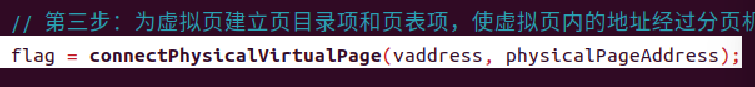 // 第三步：为虚拟页建立页目录项和页表项，使虚拟页内的地址经过分页机
flag = connectPhysicalVirtualPage(vaddress, physicalPageAddress);